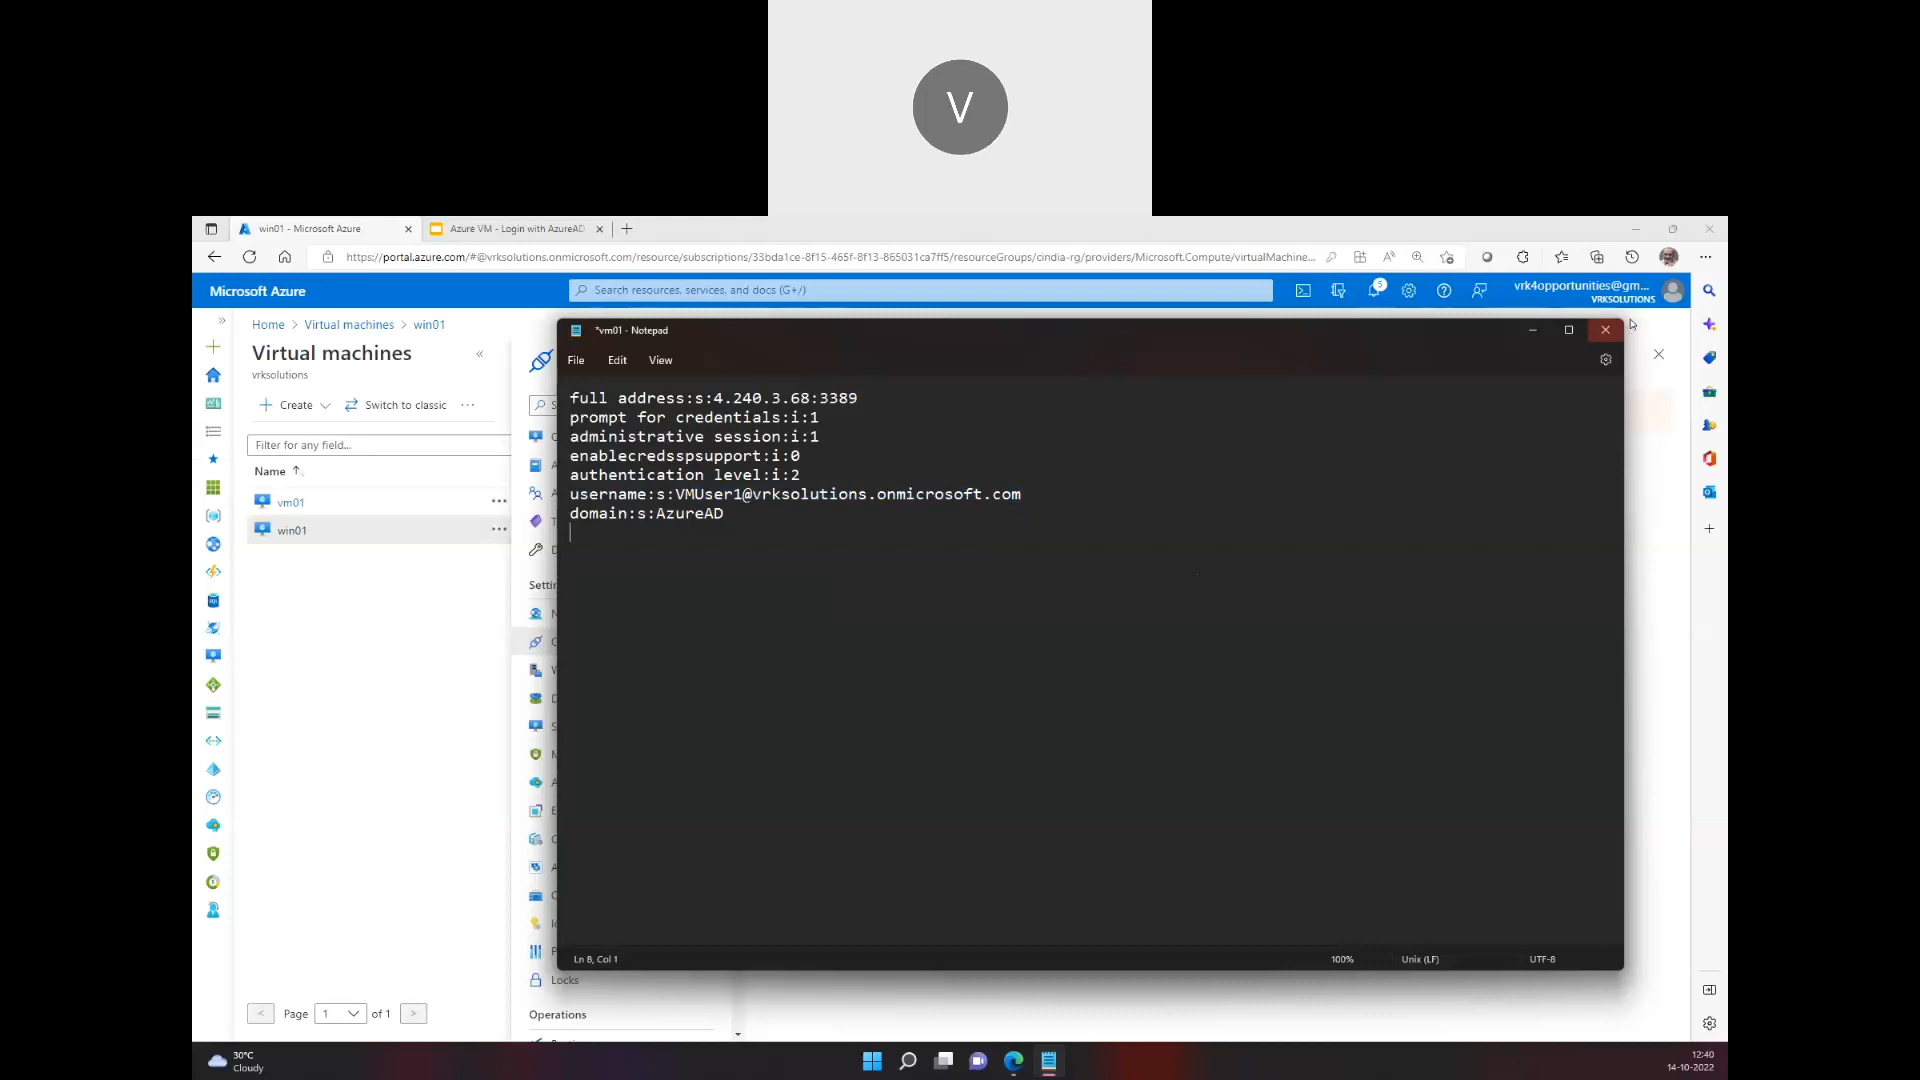 V
win01 - Microsoft Azure
Azure VM - Login with AzureAD
https://portal.azure.com/#@vrksolutions.onmicrosoft.com/resource/subscriptions/33bda1ce-8f15-465f-8f13-865031ca7ff5/resourceGroups/cindia-rg/providers/Microsoft.Compute/virtualMachine...
Microsoft Azure
Search resources, services, and docs (G+/)
5
vrk4opportunities@gm...
VRKSOLUTIONS
Home > Virtual machines > win01
Virtual machines
vrksolutions
Create
Switch to classic
Filter for any field...
Name ↑
vm01
win01
Page 1 of 1
*vm01 - Notepad
File Edit View
full address:s:4.240.3.68:3389
prompt for credentials:i:1
administrative session:i:1
enablecredsspsupport:i:0
authentication level:i:2
username:s:VMUser1@vrksolutions.onmicrosoft.com
domain:s:AzureAD
Ln 8, Col 1
100%
Unix (LF)
UTF-8
Settin
Locks
Operations
30°C
Cloudy
12:40
14-10-2022